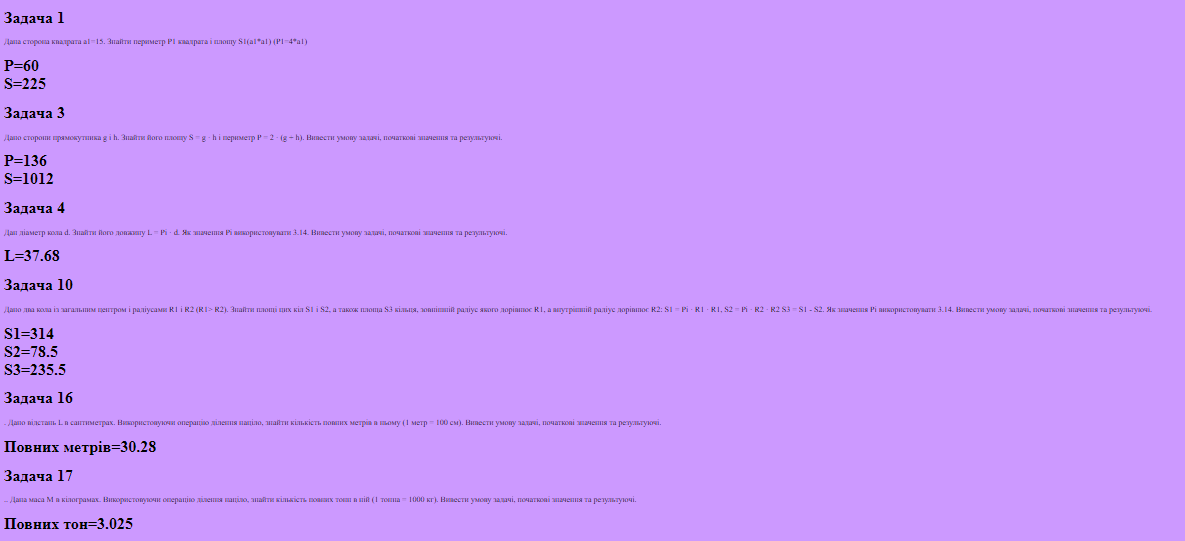 Задача 1
Дана сторона квадрата a1=15. Знайти периметр P1 квадрата і площу S1(a1*a1) (P1=4*a1)
P=60
S=225
Задача 3
Дано сторони прямокутника g і h. Знайти його площу S = g · h і периметр P = 2 · (g + h). Вивести умову задачі, початкові значення та результуючі.
P=136
S=1012
Задача 4
Дан діаметр кола d. Знайти його довжину L = Pi · d. Як значення Pi використовувати 3.14. Вивести умову задачі, початкові значення та результуючі.
L=37.68
Задача 10
Дано два кола із загальним центром і радіусами R1 і R2 (R1> R2). Знайти площі цих кіл S1 і S2, а також площа S3 кільця, зовнішній радіус якого дорівнює R1, а внутрішній радіус дорівнює R2: S1 = Pi · R1 · R1, S2 = Pi · R2 · R2 S3 = S1 - S2. Як значення Pi використовувати 3.14. Вивести умову задачі, початкові значення та результуючі.
S1=314
S2=78.5
S3=235.5
Задача 16
. Дано відстань L в сантиметрах. Використовуючи операцію ділення націло, знайти кількість повних метрів в ньому (1 метр = 100 см). Вивести умову задачі, початкові значення та результуючі.
Повних метрів=30.28
Задача 17
.. Дана маса M в кілограмах. Використовуючи операцію ділення націло, знайти кількість повних тонн в ній (1 тонна = 1000 кг). Вивести умову задачі, початкові значення та результуючі.
Повних тон=3.025